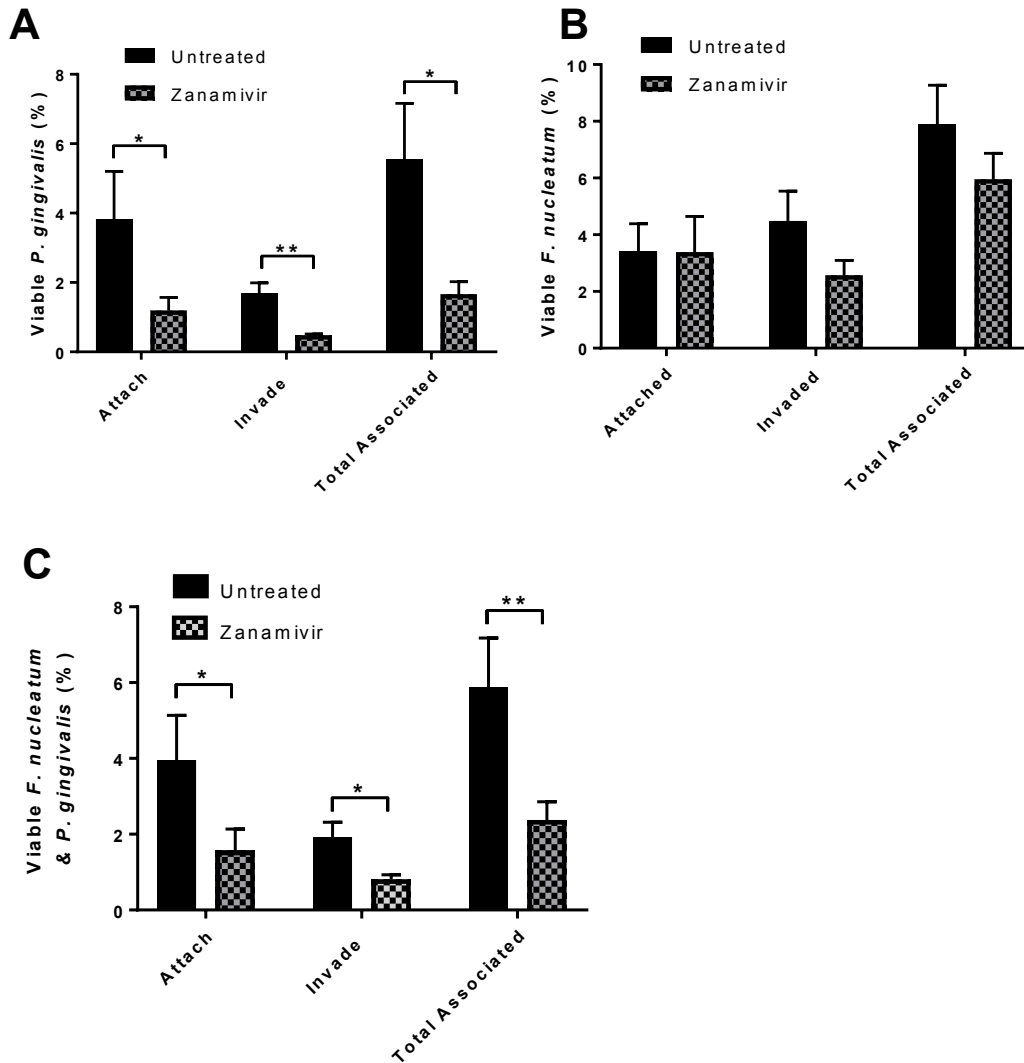 A
Untreated
Zanamivir
Viable P. gingivalis (%)
8
6
4
2
0
*
**
*
Attach
Invade
Total Associated
B
Untreated
Zanamivir
Viable F. nucleatum (%)
10
8
6
4
2
0
Attached
Invaded
Total Associated
C
Untreated
Zanamivir
Viable F. nucleatum
& P. gingivalis (%)
8
6
4
2
0
*
*
**
Attach
Invade
Total Associated